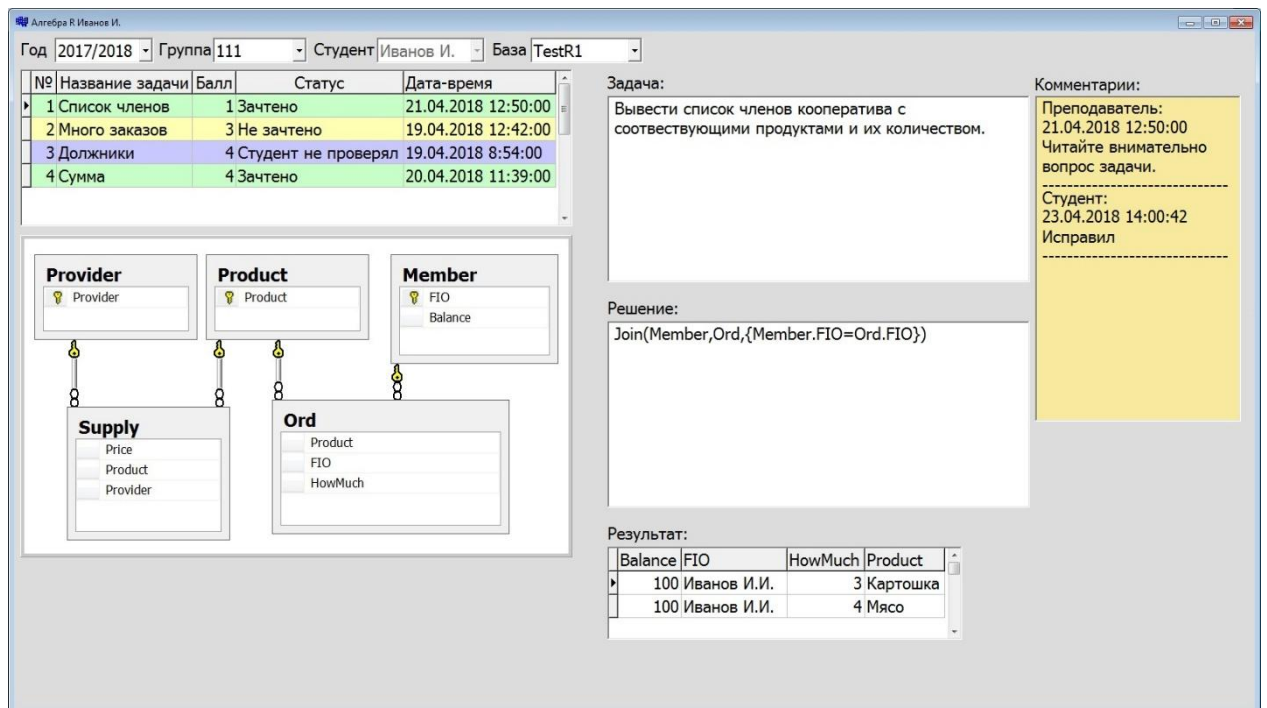 Алгебра R Иванов И.
Год 2017/2018 Группа 111 Студент Иванов И. База TestR1
№ Название задачи Балл Статус Дата-время
1 Список членов 1 Зачтено 21.04.2018 12:50:00
2 Много заказов 3 Не зачтено 19.04.2018 12:42:00
3 Должники 4 Студент не проверял 19.04.2018 8:54:00
4 Сумма 4 Зачтено 20.04.2018 11:39:00
Provider
Provider
Product
Product
Member
FIO
Balance
Supply
Price
Product
Provider
Ord
Product
FIO
HowMuch
Задача:
Вывести список членов кооператива с
соотвествующими продуктами и их количеством.
Решение:
Join(Member,Ord,{Member.FIO=Ord.FIO})
Результат:
Balance FIO HowMuch Product
100 Иванов И.И. 3 Картошка
100 Иванов И.И. 4 Мясо
Комментарии:
Преподаватель:
21.04.2018 12:50:00
Читайте внимательно
вопрос задачи.
------------------------------
Студент:
23.04.2018 14:00:42
Исправил
------------------------------